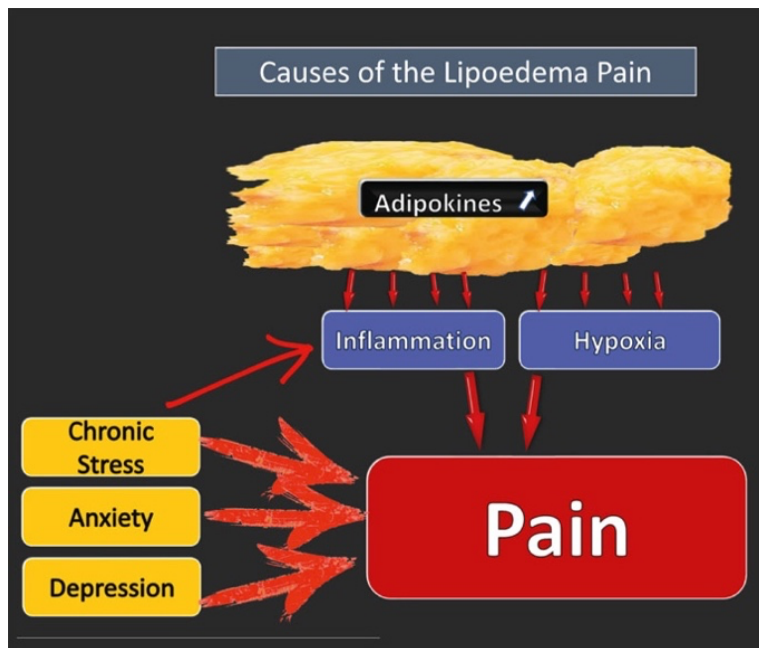 Causes of the Lipoedema Pain
Adipokines
Inflammation
Hypoxia
Chronic
Stress
Anxiety
Depression
Pain